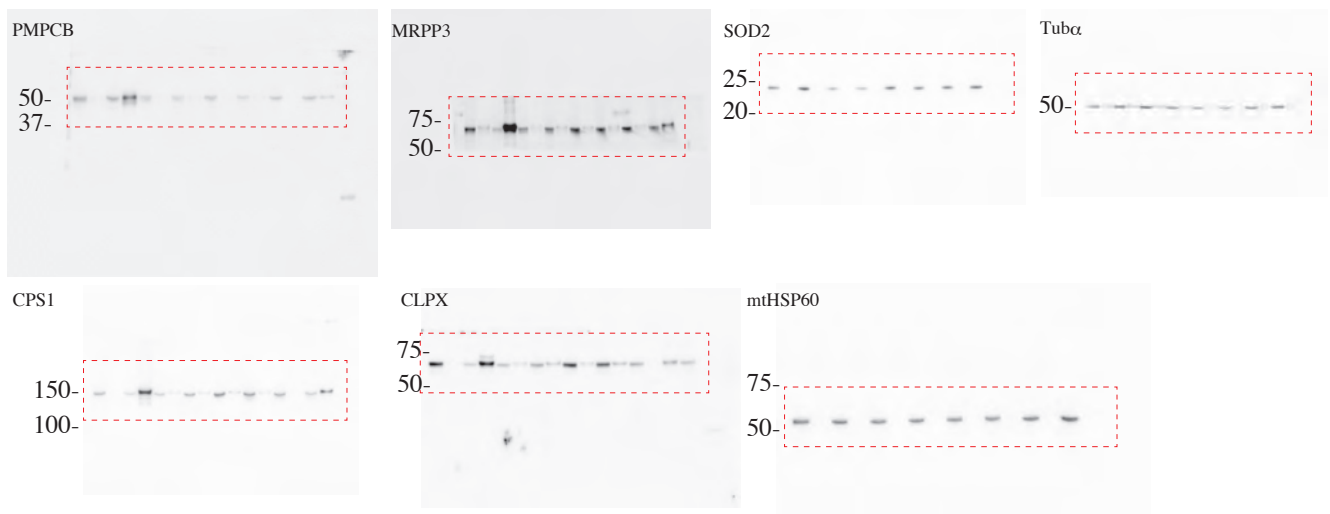 PMPCB
50-
37-
MRPP3
75-
50-
SOD2
25
20-
Tubα
50-
CPS1
150-
100-
CLPX
75-
50-
mtHSP60
75-
50-